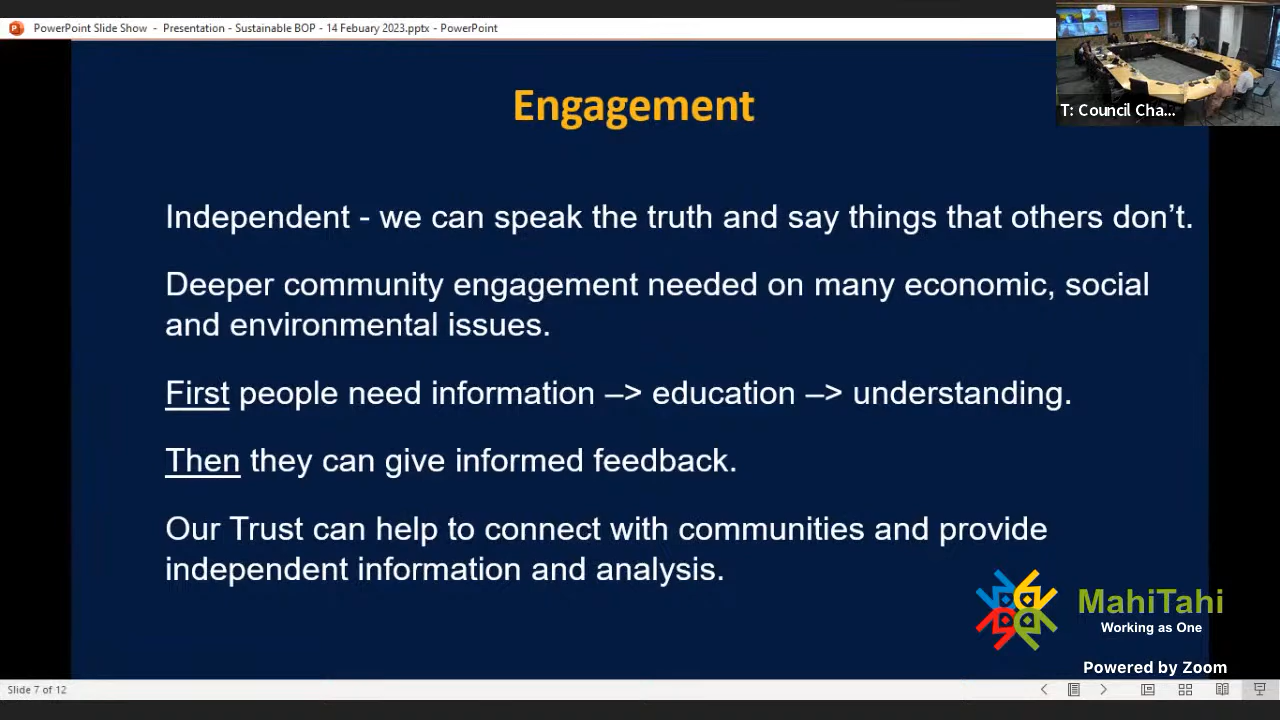 PowerPoint Slide Show - Presentation - Sustainable BOP - 14 Febuary 2023.pptx - PowerPoint
T: Council Cha...
Engagement
Independent - we can speak the truth and say things that others don't.
Deeper community engagement needed on many economic, social
and environmental issues.
First people need information –> education –> understanding.
Then they can give informed feedback.
Our Trust can help to connect with communities and provide
independent information and analysis.
MahiTahi
Working as One
Powered by Zoom
Slide 7 of 12